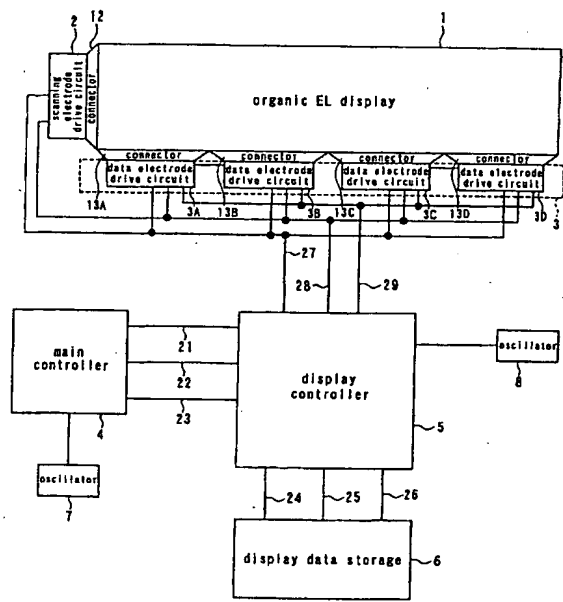 2
12
1
scanning
electrode
drive circuit
connector
organic EL display
connector
connector
connector
connector
data electrode
drive circuit
data electrode
drive circuit
data electrode
drive circuit
data electrode
drive circuit
13A
3A
13B
3B
13C
3C
13D
3D
3
27
28
29
main
controller
21
22
23
4
display
controller
5
oscillator
8
oscillator
7
24
25
26
display data storage
6